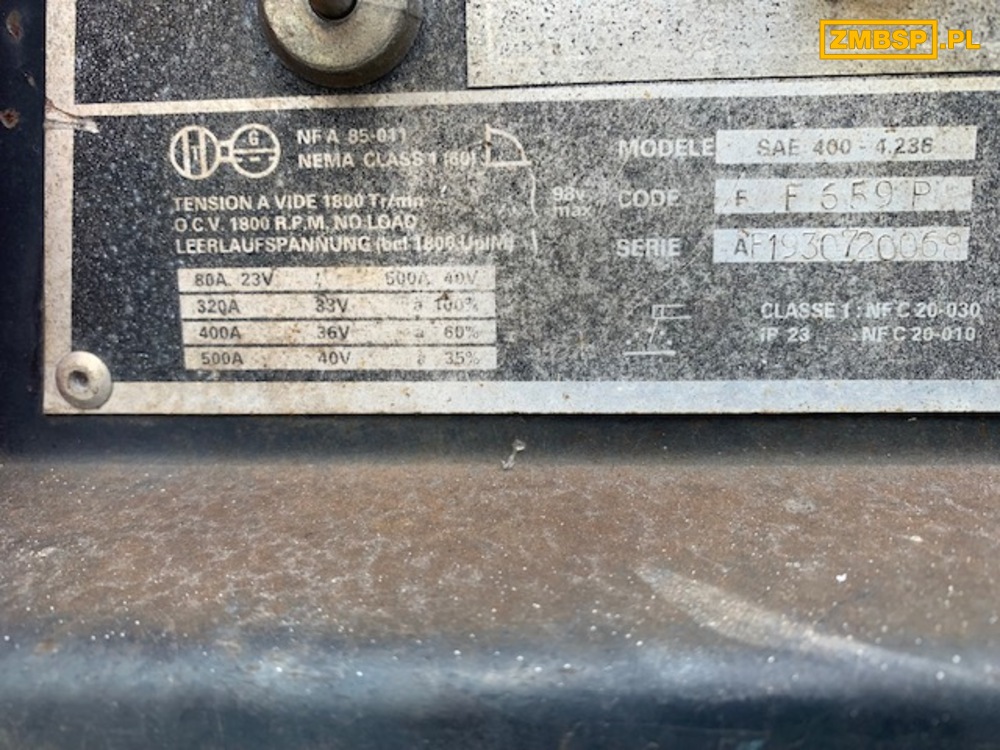 ZMBSP.PL
NF A 85-011
NEMA CLASS 1 (60)
TENSION A VIDE 1800 Tr/mn
O.C.V. 1800 R.P.M. NO LOAD
LEERLAUFSPANNUNG (bei 1800 UpM)
98v
max
80A 23V / 500A 40V
320A 33V à 100%
400A 36V à 60%
500A 40V à 35%
MODELE SAE 400 - 4.236
CODE F F659P
SERIE AF1930720069
CLASSE 1 : NF C 20-030
IP 23 : NF C 20-010